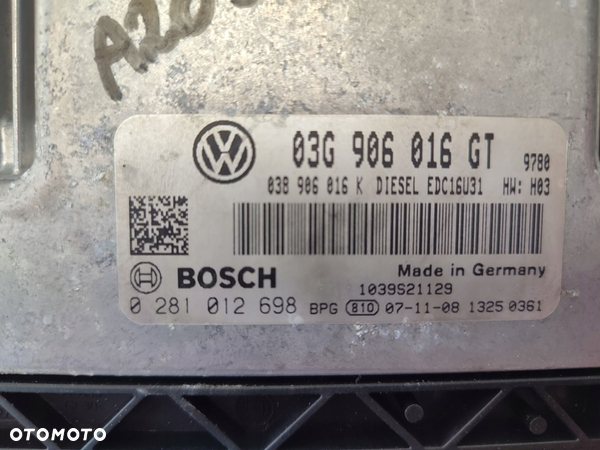 03G 906 016 GT 9780
038 906 016 K DIESEL EDC16U31 HW: H03
BOSCH
Made in Germany
1039S21129
0 281 012 698 BPG 810 07-11-08 1325 0361
OTOMOTO